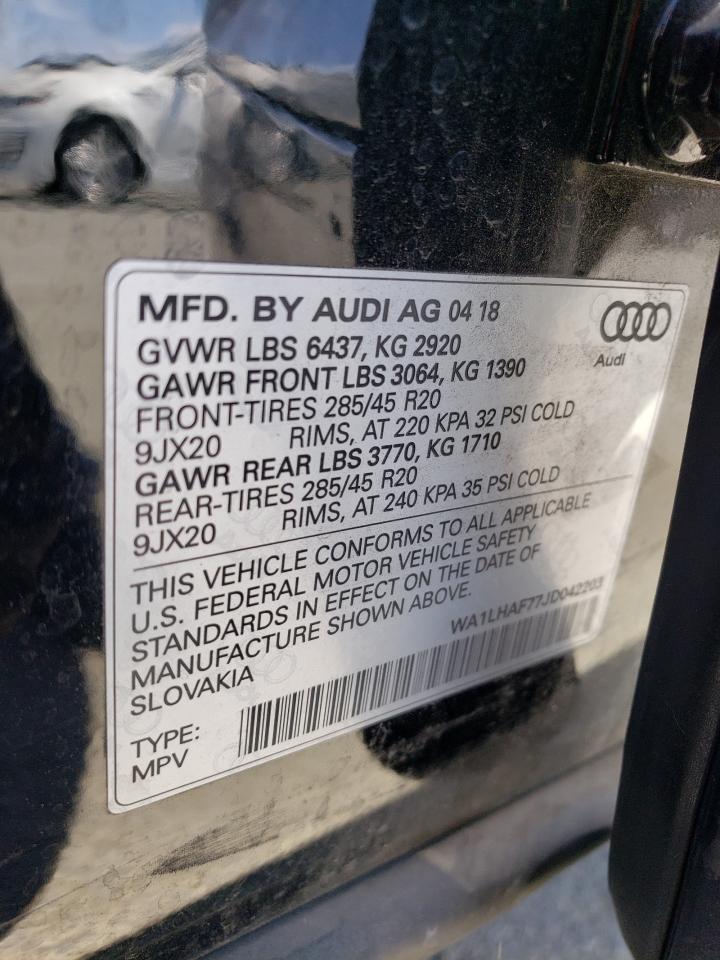 MFD. BY AUDI AG 04 18
Audi
GVWR LBS 6437, KG 2920
GAWR FRONT LBS 3064, KG 1390
FRONT-TIRES 285/45 R20
9JX20 RIMS, AT 220 KPA 32 PSI COLD
GAWR REAR LBS 3770, KG 1710
REAR-TIRES 285/45 R20
9JX20 RIMS, AT 240 KPA 35 PSI COLD
THIS VEHICLE CONFORMS TO ALL APPLICABLE
U.S. FEDERAL MOTOR VEHICLE SAFETY
STANDARDS IN EFFECT ON THE DATE OF
MANUFACTURE SHOWN ABOVE.
SLOVAKIA
WA1LHAF77JD042203
TYPE:
MPV